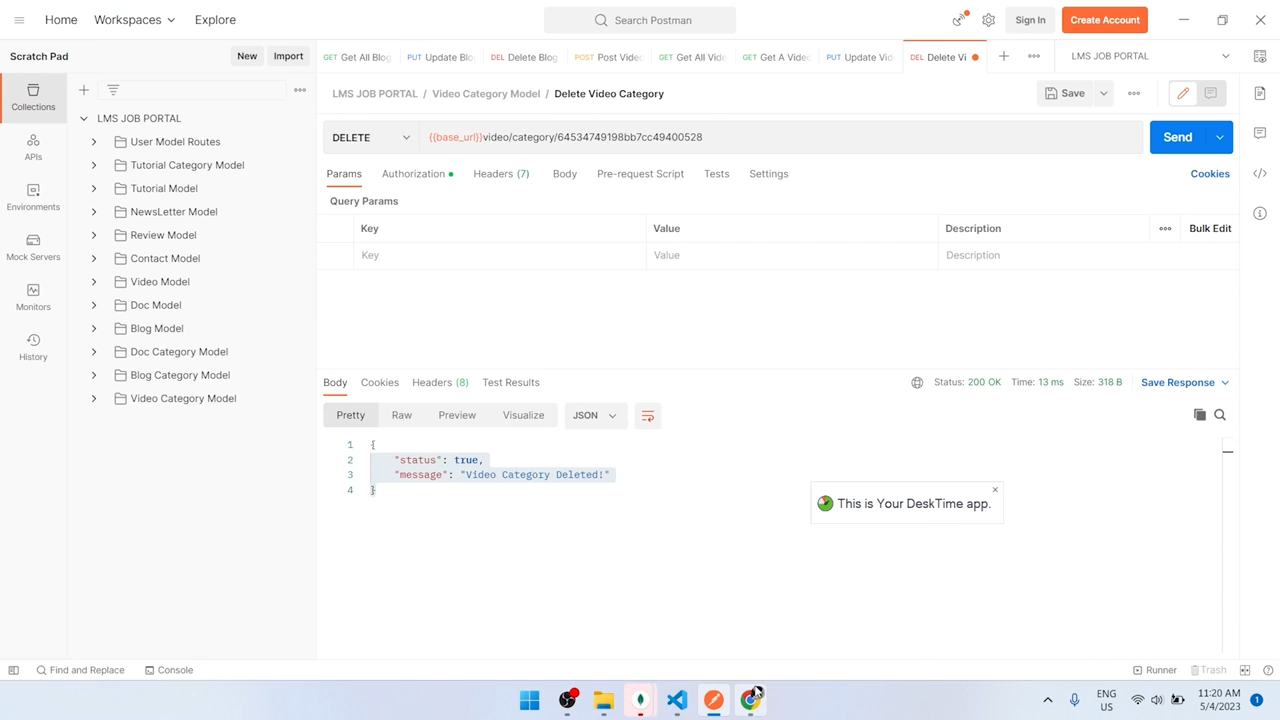 Home Workspaces Explore Search Postman Sign In Create Account
Scratch Pad New Import GET Get All Blog PUT Update Blo DEL Delete Blog POST Post Video GET Get All Vide GET Get A Video PUT Update Vid DEL Delete Vi LMS JOB PORTAL
Collections
APIs
Environments
Mock Servers
Monitors
History
LMS JOB PORTAL
User Model Routes
Tutorial Category Model
Tutorial Model
NewsLetter Model
Review Model
Contact Model
Video Model
Doc Model
Blog Model
Doc Category Model
Blog Category Model
Video Category Model
LMS JOB PORTAL / Video Category Model / Delete Video Category Save
DELETE {{base_url}}video/category/64534749198bb7cc49400528 Send
Params Authorization Headers (7) Body Pre-request Script Tests Settings Cookies
Query Params
Key Value Description Bulk Edit
Key Value Description
Body Cookies Headers (8) Test Results Status: 200 OK Time: 13 ms Size: 318 B Save Response
Pretty Raw Preview Visualize JSON
1 {
2 "status": true,
3 "message": "Video Category Deleted!"
4 }
This is Your DeskTime app.
Find and Replace Console Runner Trash
ENG
US
11:20 AM
5/4/2023
1